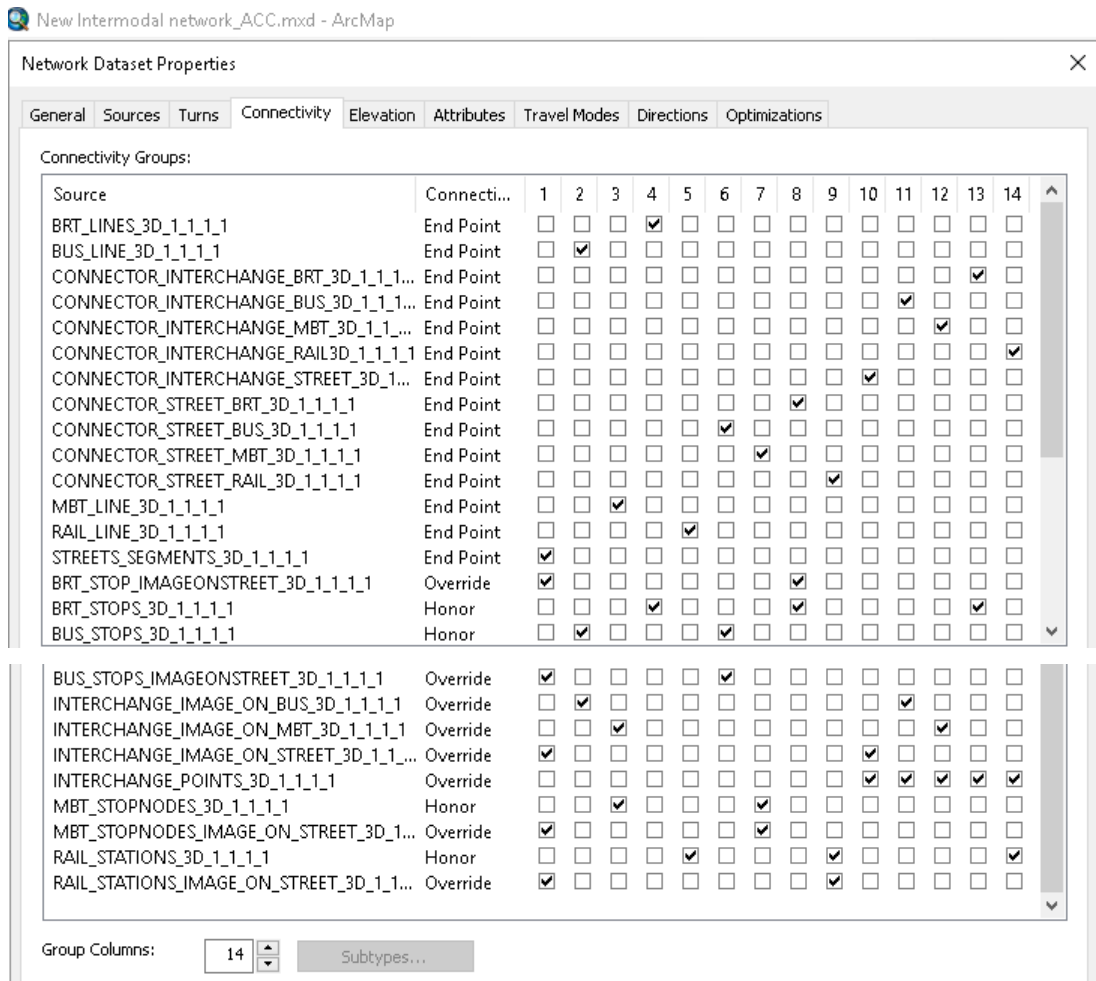 New Intermodal network_ACC.mxd - ArcMap
Network Dataset Properties
General Sources Turns Connectivity Elevation Attributes Travel Modes Directions Optimizations
Connectivity Groups:
Source Connecti... 1 2 3 4 5 6 7 8 9 10 11 12 13 14
BRT_LINES_3D_1_1_1_1 End Point
BUS_LINE_3D_1_1_1_1 End Point
CONNECTOR_INTERCHANGE_BRT_3D_1_1_1... End Point
CONNECTOR_INTERCHANGE_BUS_3D_1_1_1... End Point
CONNECTOR_INTERCHANGE_MBT_3D_1_1_... End Point
CONNECTOR_INTERCHANGE_RAIL3D_1_1_1_1 End Point
CONNECTOR_INTERCHANGE_STREET_3D_1... End Point
CONNECTOR_STREET_BRT_3D_1_1_1_1 End Point
CONNECTOR_STREET_BUS_3D_1_1_1_1 End Point
CONNECTOR_STREET_MBT_3D_1_1_1_1 End Point
CONNECTOR_STREET_RAIL_3D_1_1_1_1 End Point
MBT_LINE_3D_1_1_1_1 End Point
RAIL_LINE_3D_1_1_1_1 End Point
STREETS_SEGMENTS_3D_1_1_1_1 End Point
BRT_STOP_IMAGEONSTREET_3D_1_1_1_1 Override
BRT_STOPS_3D_1_1_1_1 Honor
BUS_STOPS_3D_1_1_1_1 Honor
BUS_STOPS_IMAGEONSTREET_3D_1_1_1_1 Override
INTERCHANGE_IMAGE_ON_BUS_3D_1_1_1_1 Override
INTERCHANGE_IMAGE_ON_MBT_3D_1_1_1_1 Override
INTERCHANGE_IMAGE_ON_STREET_3D_1_1_... Override
INTERCHANGE_POINTS_3D_1_1_1_1 Override
MBT_STOPNODES_3D_1_1_1_1 Honor
MBT_STOPNODES_IMAGE_ON_STREET_3D_1... Override
RAIL_STATIONS_3D_1_1_1_1 Honor
RAIL_STATIONS_IMAGE_ON_STREET_3D_1_1... Override
Group Columns: 14 Subtypes...